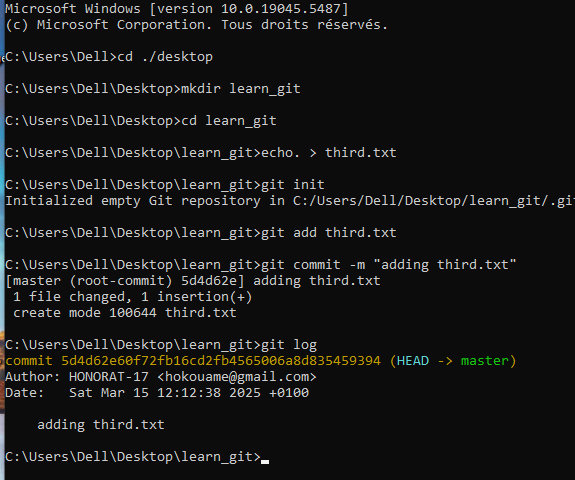 Microsoft Windows [version 10.0.19045.5487]
(c) Microsoft Corporation. Tous droits réservés.
C:\Users\Dell>cd ./desktop
C:\Users\Dell\Desktop>mkdir learn_git
C:\Users\Dell\Desktop>cd learn_git
C:\Users\Dell\Desktop\learn_git>echo. > third.txt
C:\Users\Dell\Desktop\learn_git>git init
Initialized empty Git repository in C:/Users/Dell/Desktop/learn_git/.git
C:\Users\Dell\Desktop\learn_git>git add third.txt
C:\Users\Dell\Desktop\learn_git>git commit -m "adding third.txt"
[master (root-commit) 5d4d62e] adding third.txt
 1 file changed, 1 insertion(+)
 create mode 100644 third.txt
C:\Users\Dell\Desktop\learn_git>git log
commit 5d4d62e60f72fb16cd2fb4565006a8d835459394 (HEAD -> master)
Author: HONORAT-17 <hokouame@gmail.com>
Date:   Sat Mar 15 12:12:38 2025 +0100
    adding third.txt
C:\Users\Dell\Desktop\learn_git>